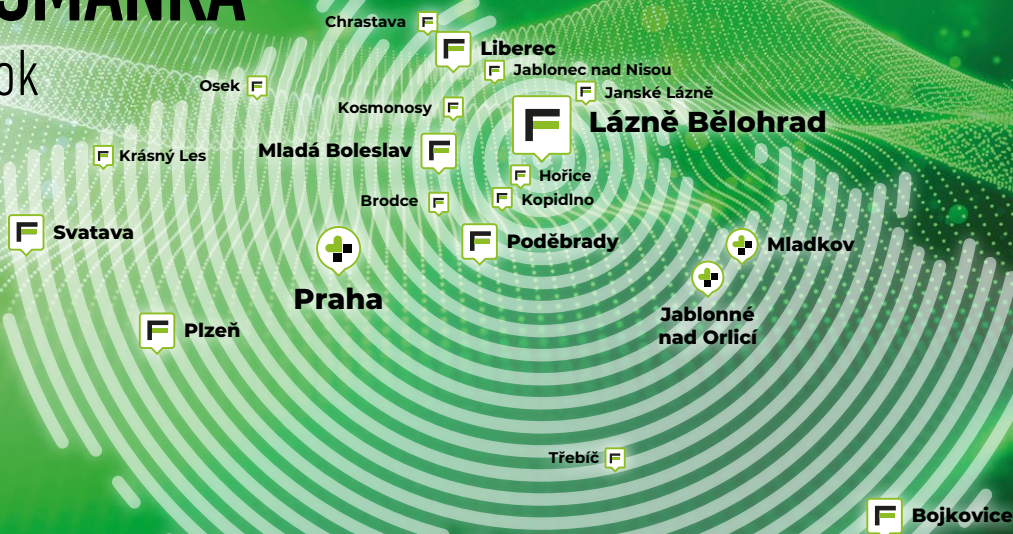 ok
Chrastava
Liberec
Jablonec nad Nisou
Osek
Janské Lázně
Kosmonosy
Lázně Bělohrad
Mladá Boleslav
Krásný Les
Hořice
Brodce
Kopidlno
Svatava
Poděbrady
Mladkov
Praha
Jablonné
nad Orlicí
Plzeň
Třebíč
Bojkovice